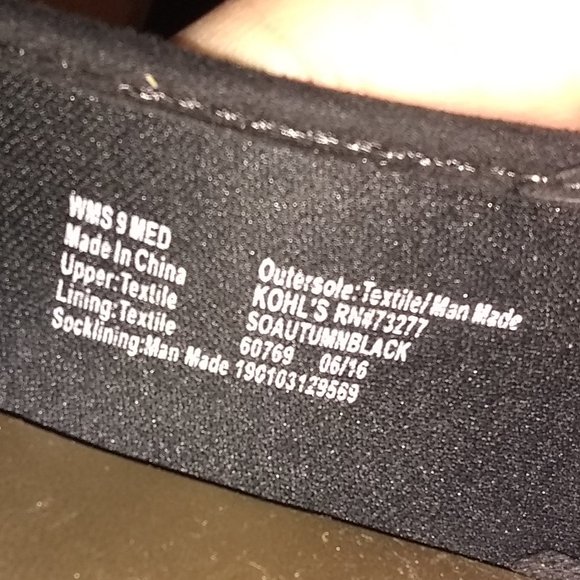 WMS 9 MED
Made In China
Upper:Textile
Lining:Textile
Socklining:Man Made
Outersole:Textile/Man Made
KOHL'S RN#73277
SOAUTUMNBLACK
60769 06/16
190103129569